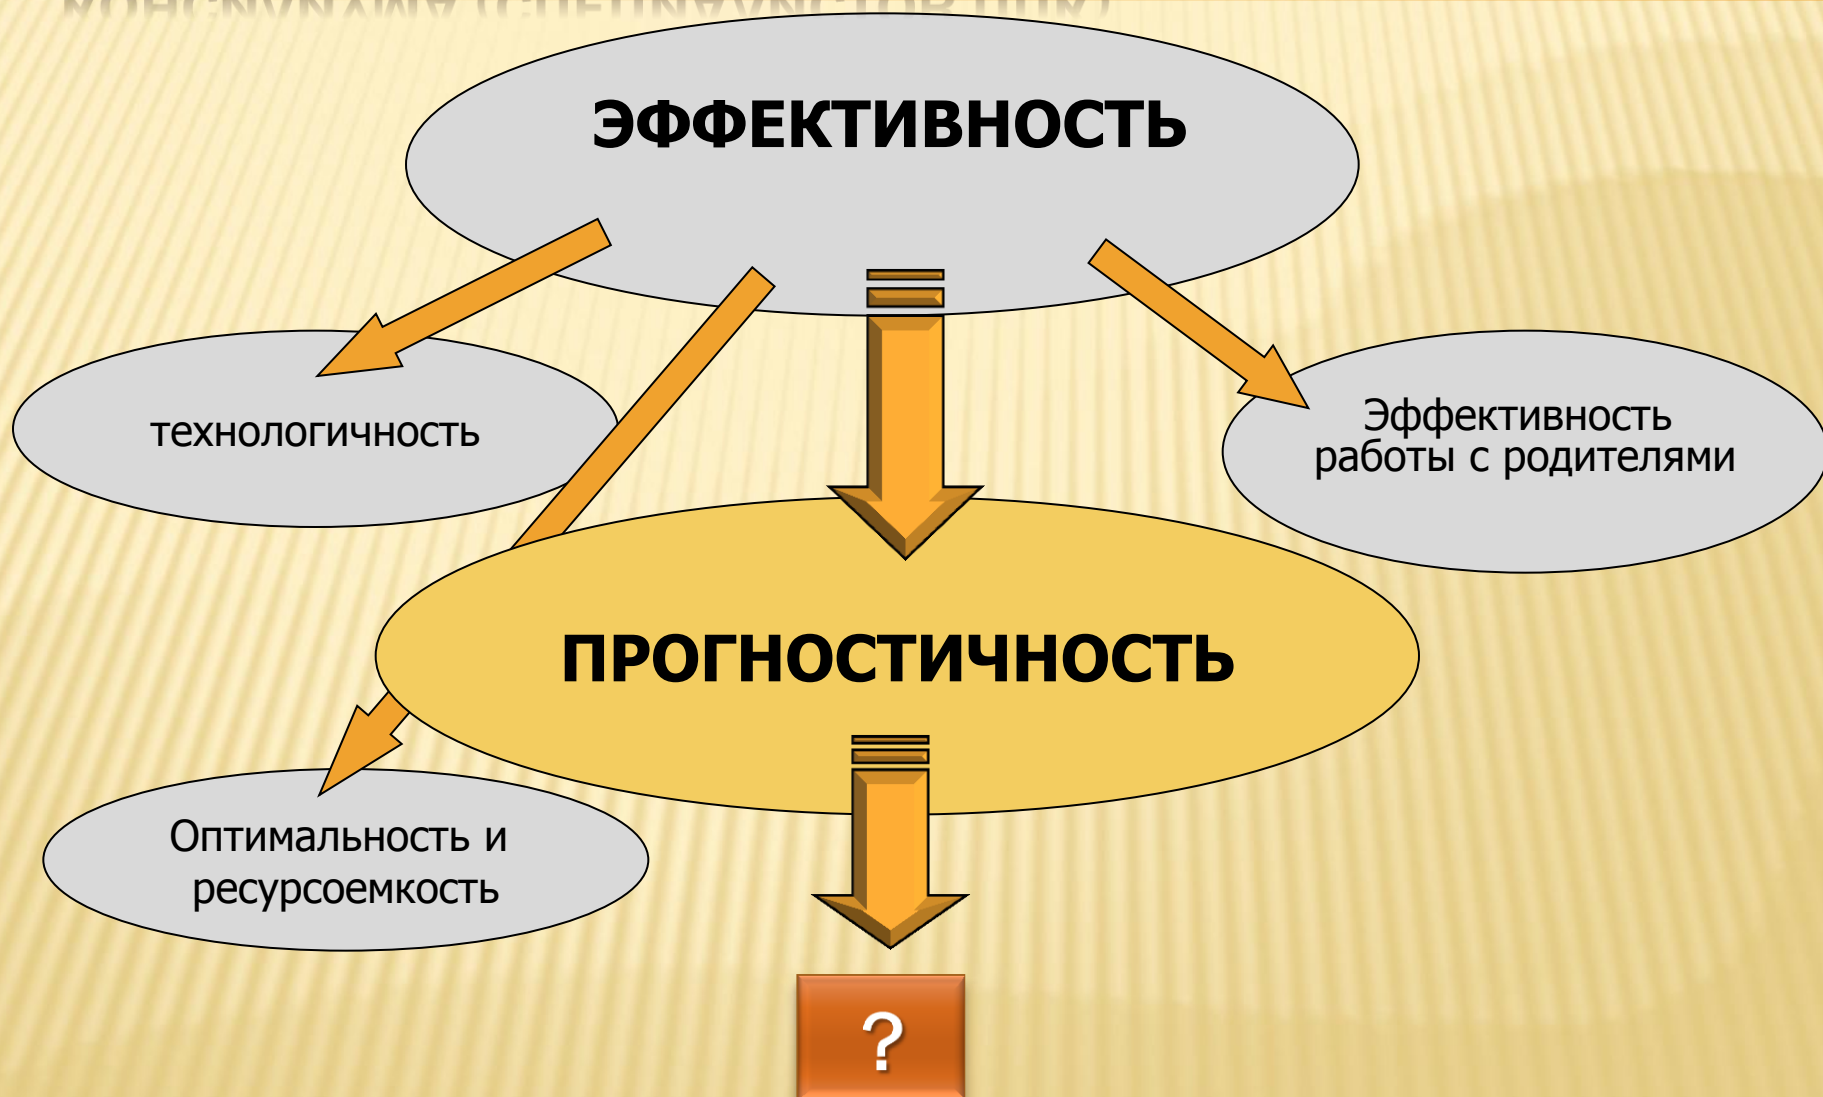 ЭФФЕКТИВНОСТЬ
технологичность
Эффективность
работы с родителями
ПРОГНОСТИЧНОСТЬ
Оптимальность и
ресурсоемкость
?